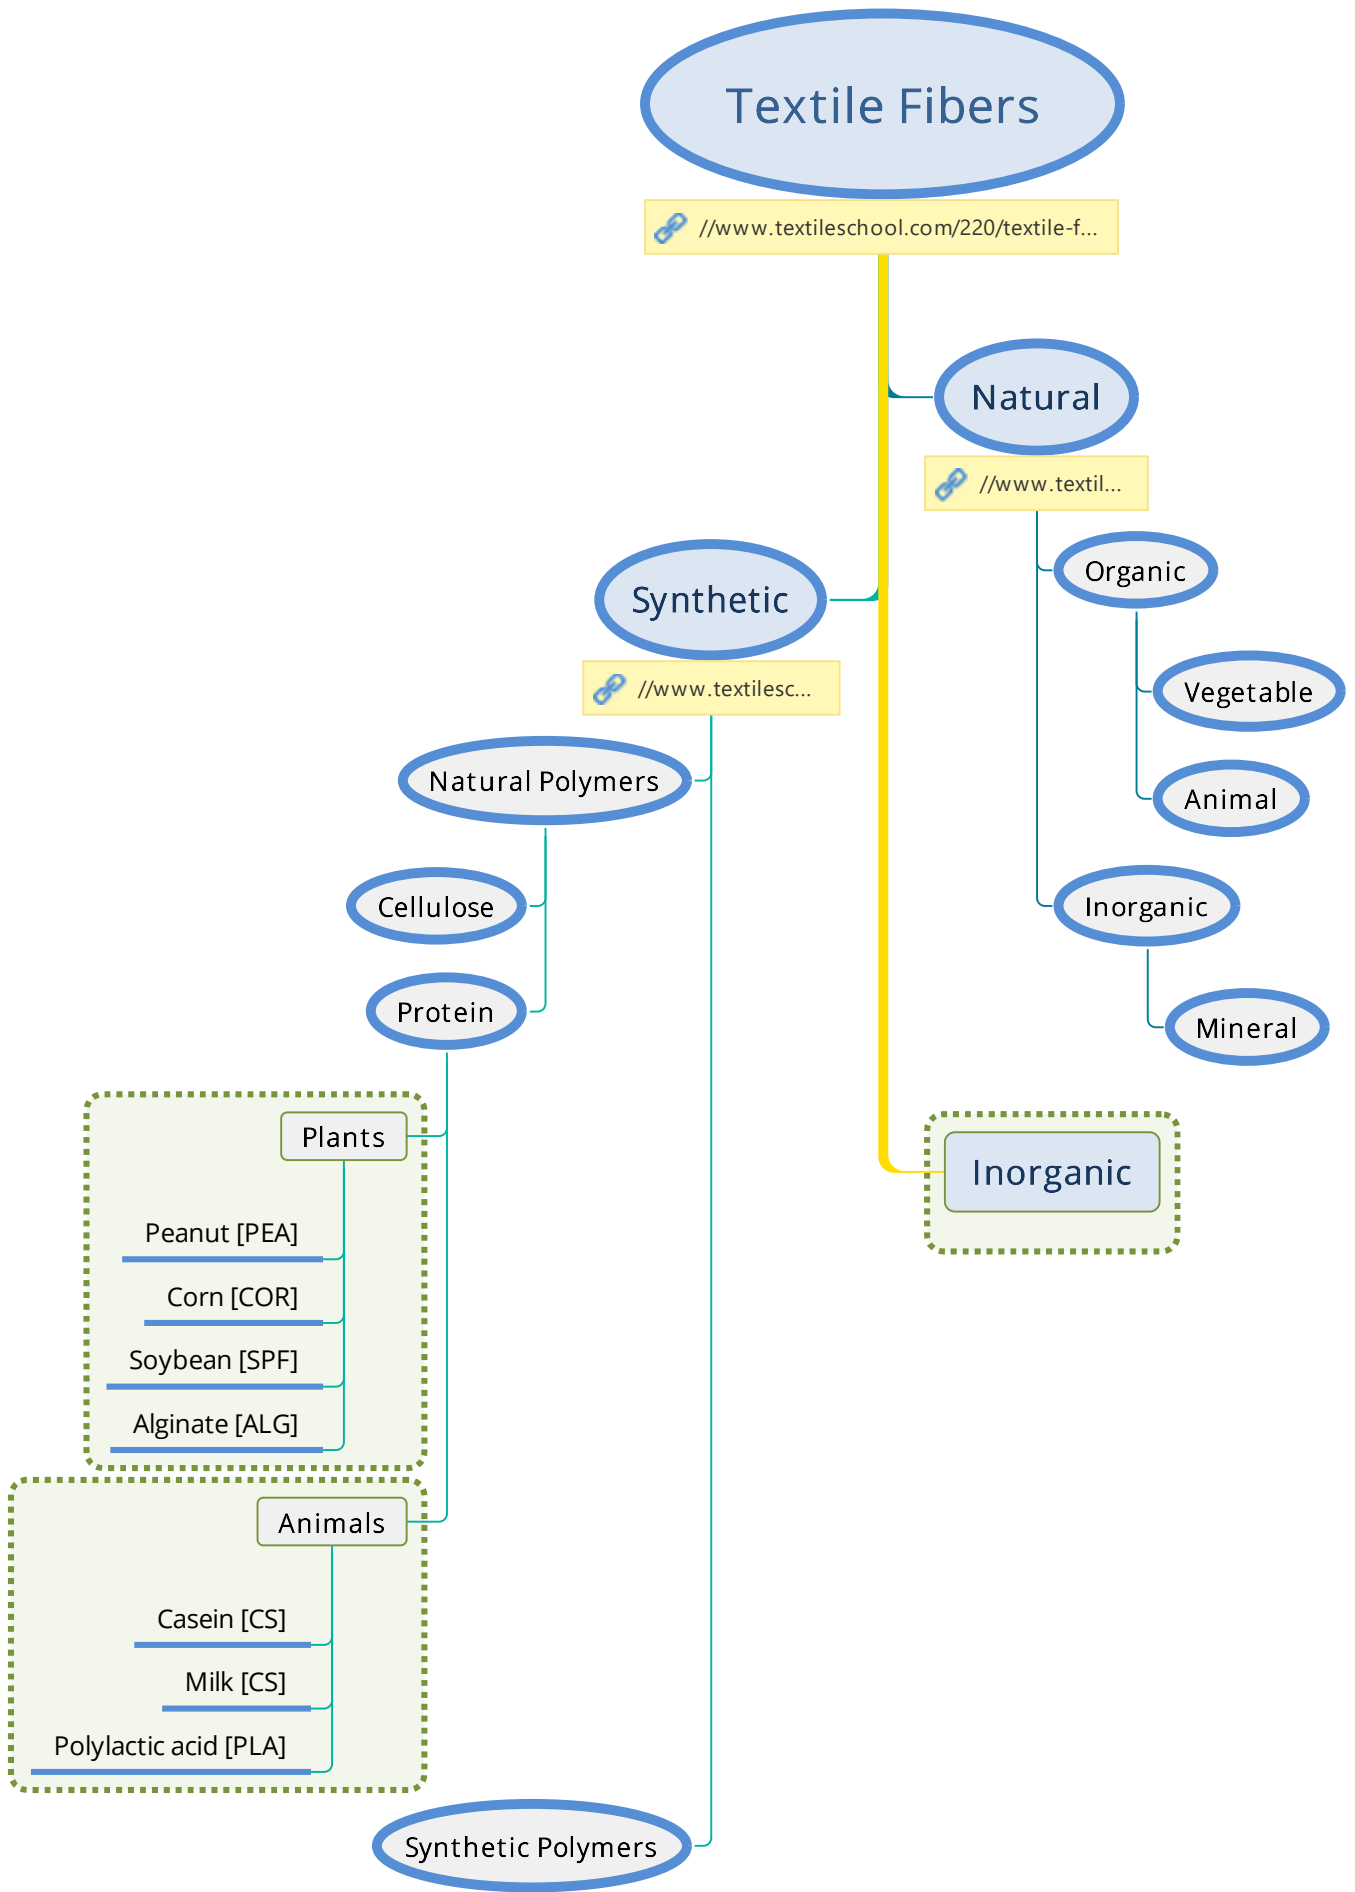 Textile Fibers
//www.textileschool.com/220/textile-f...
Natural
//www.textil...
Organic
Vegetable
Animal
Inorganic
Mineral
Synthetic
//www.textilesc...
Natural Polymers
Cellulose
Protein
Plants
Peanut [PEA]
Corn [COR]
Soybean [SPF]
Alginate [ALG]
Animals
Casein [CS]
Milk [CS]
Polylactic acid [PLA]
Synthetic Polymers
Inorganic